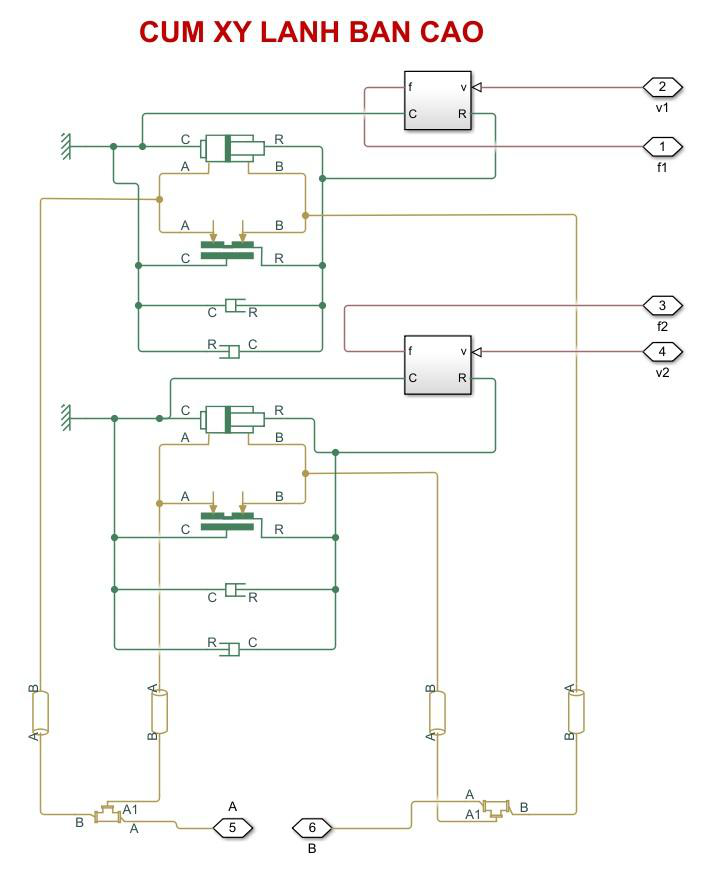 CUM XY LANH BAN CAO
f v
C R
2
v1
1
f1
C R
A B
A B
C R
C R
R C
3
f2
f v
C R
4
v2
C R
A B
A B
C R
C R
R C
B A B A
A B A B
A1
B A
A
5
6
B
A
A1 B